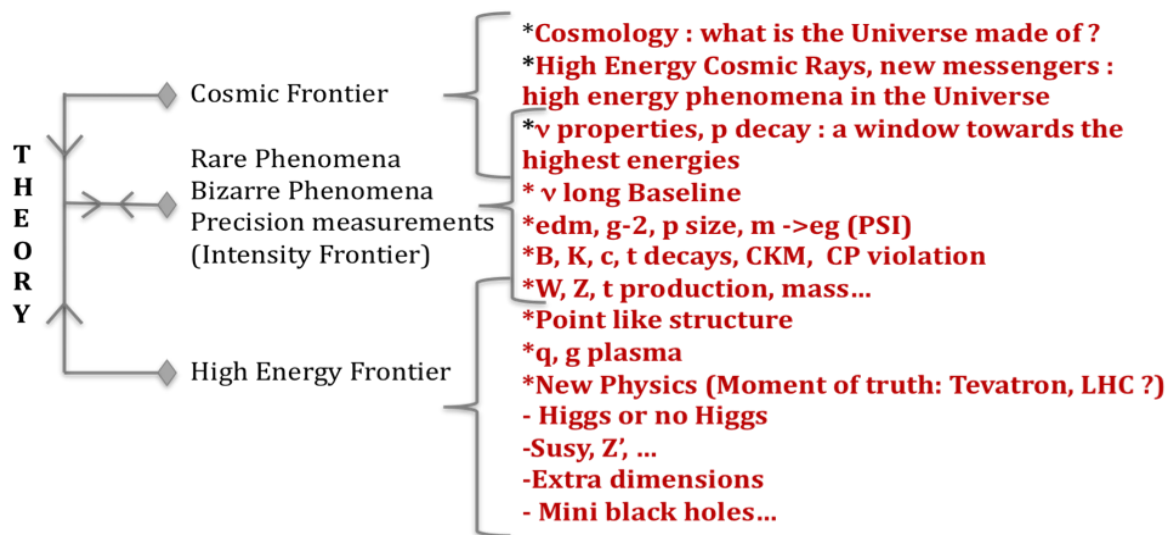 THEORY
Cosmic Frontier
Rare Phenomena
Bizarre Phenomena
Precision measurements
(Intensity Frontier)
High Energy Frontier
*Cosmology : what is the Universe made of ?
*High Energy Cosmic Rays, new messengers :
high energy phenomena in the Universe
*ν properties, p decay : a window towards the
highest energies
* ν long Baseline
*edm, g-2, p size, m ->eg (PSI)
*B, K, c, t decays, CKM, CP violation
*W, Z, t production, mass…
*Point like structure
*q, g plasma
*New Physics (Moment of truth: Tevatron, LHC ?)
- Higgs or no Higgs
-Susy, Z’, …
-Extra dimensions
- Mini black holes…